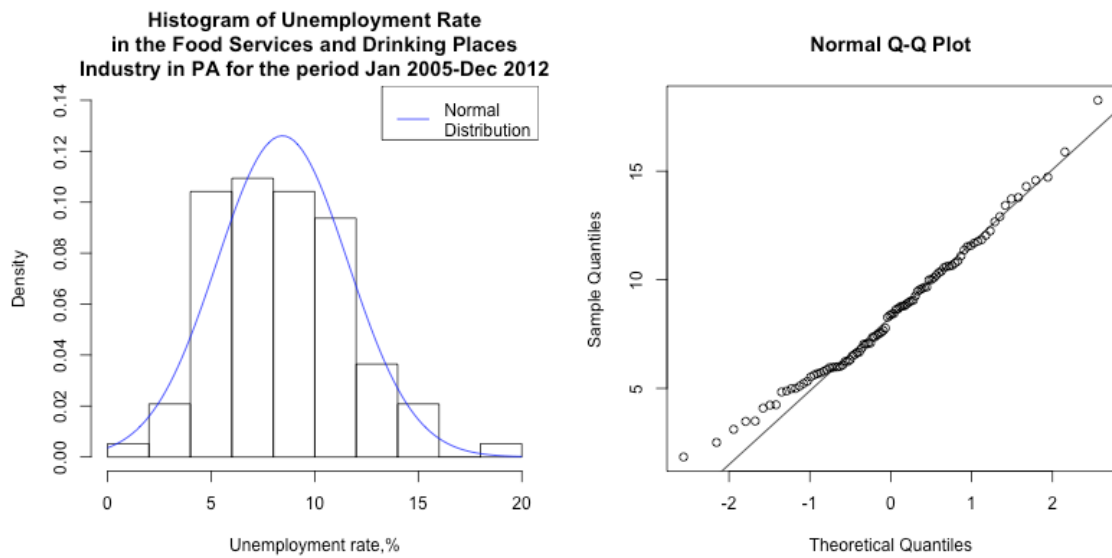 Histogram of Unemployment Rate
in the Food Services and Drinking Places
Industry in PA for the period Jan 2005-Dec 2012
Normal
Distribution
0.14
0.12
0.10
0.08
0.06
0.04
0.02
0.00
Density
0
5
10
15
20
Unemployment rate,%
Normal Q-Q Plot
15
10
5
Sample Quantiles
-2
-1
0
1
2
Theoretical Quantiles